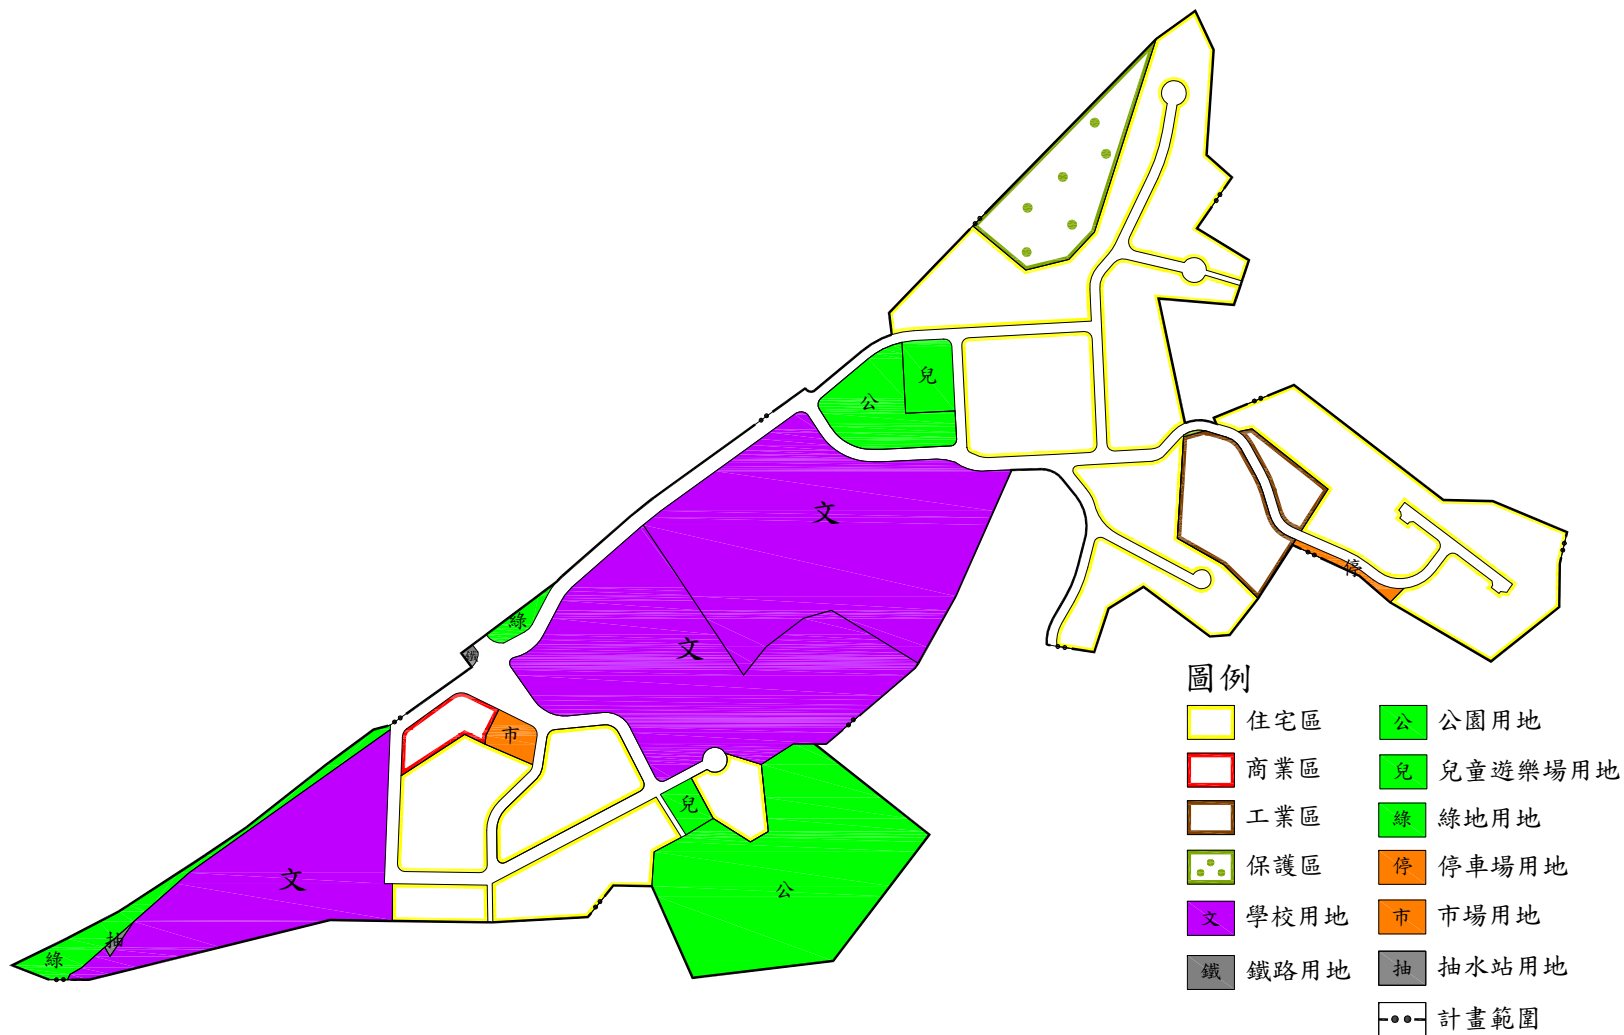 兒
公
文
停
綠
文
鐵
市
兒
文
公
抽
綠
圖例
住宅區
公 公園用地
商業區
兒 兒童遊樂場用地
工業區
綠 綠地用地
保護區
停 停車場用地
文 學校用地
市 市場用地
鐵 鐵路用地
抽 抽水站用地
計畫範圍